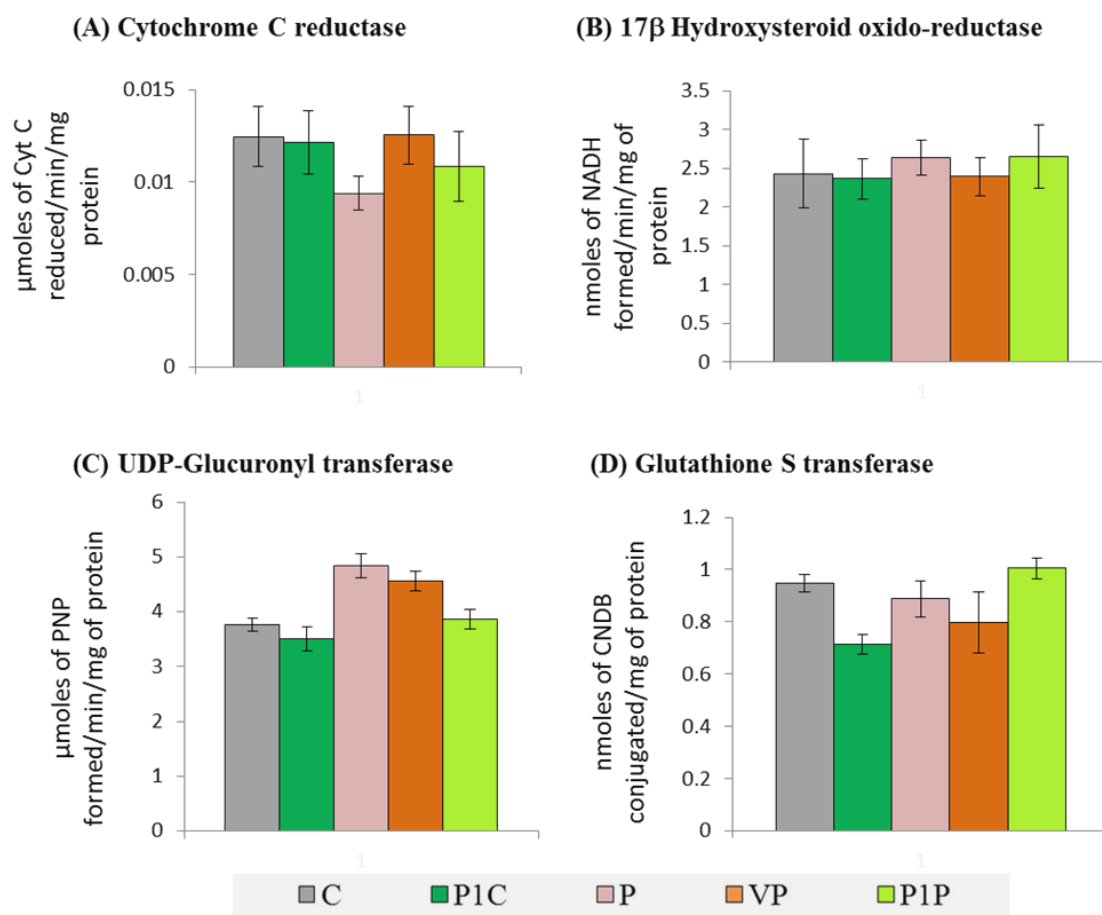 (A) Cytochrome C reductase
µmoles of Cyt C
reduced/min/mg
protein
0.015
0.01
0.005
0
1
(B) 17β Hydroxysteroid oxido-reductase
nmoles of NADH
formed/min/mg of
protein
3.5
3
2.5
2
1.5
1
0.5
0
1
(C) UDP-Glucuronyl transferase
µmoles of PNP
formed/min/mg of protein
6
5
4
3
2
1
0
1
(D) Glutathione S transferase
nmoles of CNDB
conjugated/mg of protein
1.2
1
0.8
0.6
0.4
0.2
0
1
C P1C P VP P1P